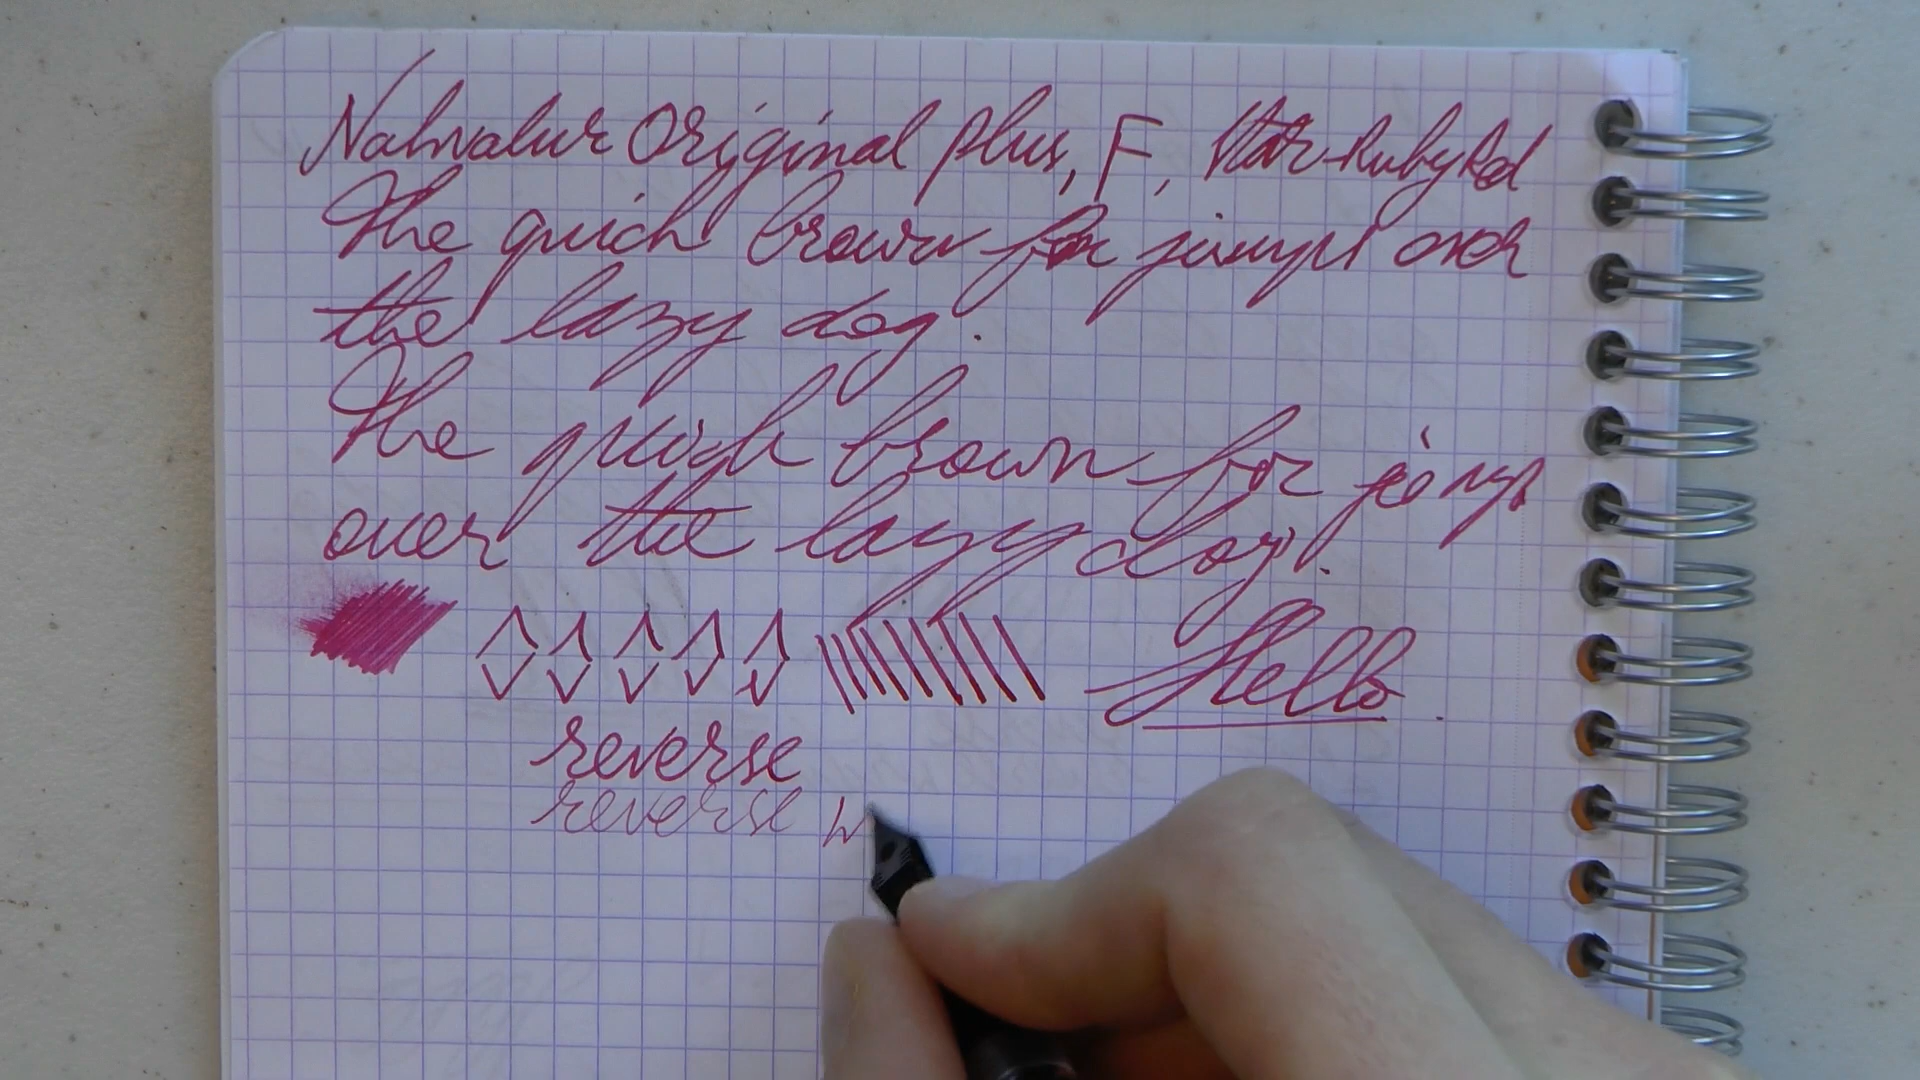 Nahvalur Original Plus, F, Star Ruby Red
The quick brown fox jumps over
the lazy dog.
The quick brown fox jumps
over the lazy dog.
Hello.
reverse
reverse w